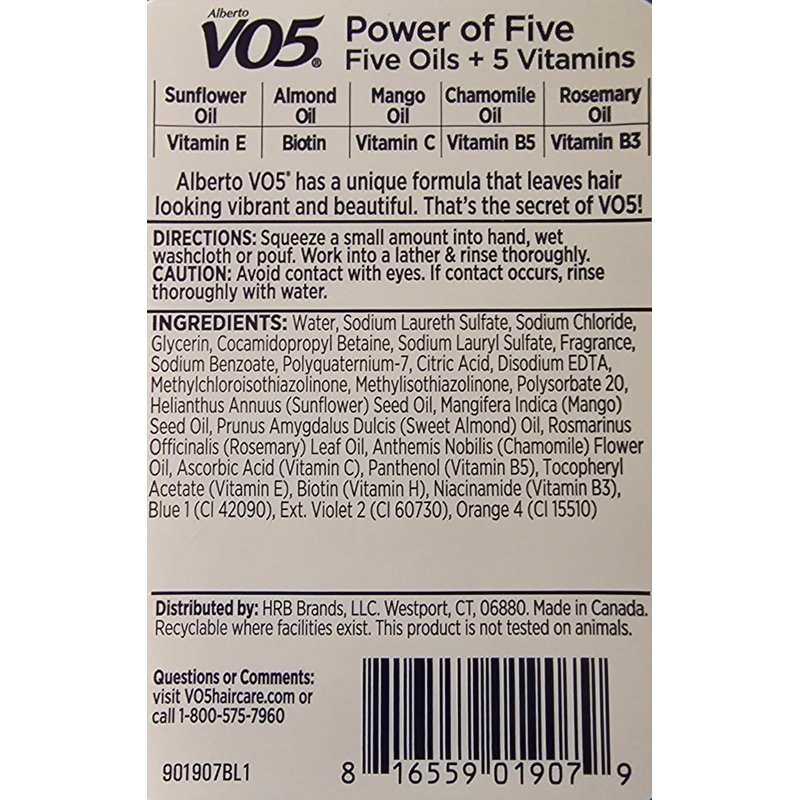 Alberto
VO5®
Power of Five
Five Oils + 5 Vitamins
Sunflower Oil
Almond Oil
Mango Oil
Chamomile Oil
Rosemary Oil
Vitamin E
Biotin
Vitamin C
Vitamin B5
Vitamin B3
Alberto VO5® has a unique formula that leaves hair
looking vibrant and beautiful. That's the secret of VO5!
DIRECTIONS: Squeeze a small amount into hand, wet
washcloth or pouf. Work into a lather & rinse thoroughly.
CAUTION: Avoid contact with eyes. If contact occurs, rinse
thoroughly with water.
INGREDIENTS: Water, Sodium Laureth Sulfate, Sodium Chloride,
Glycerin, Cocamidopropyl Betaine, Sodium Lauryl Sulfate, Fragrance,
Sodium Benzoate, Polyquaternium-7, Citric Acid, Disodium EDTA,
Methylchloroisothiazolinone, Methylisothiazolinone, Polysorbate 20,
Helianthus Annuus (Sunflower) Seed Oil, Mangifera Indica (Mango)
Seed Oil, Prunus Amygdalus Dulcis (Sweet Almond) Oil, Rosmarinus
Officinalis (Rosemary) Leaf Oil, Anthemis Nobilis (Chamomile) Flower
Oil, Ascorbic Acid (Vitamin C), Panthenol (Vitamin B5), Tocopheryl
Acetate (Vitamin E), Biotin (Vitamin H), Niacinamide (Vitamin B3),
Blue 1 (CI 42090), Ext. Violet 2 (CI 60730), Orange 4 (CI 15510)
Distributed by: HRB Brands, LLC. Westport, CT, 06880. Made in Canada.
Recyclable where facilities exist. This product is not tested on animals.
Questions or Comments:
visit VO5haircare.com or
call 1-800-575-7960
901907BL1
8 16559 01907 9